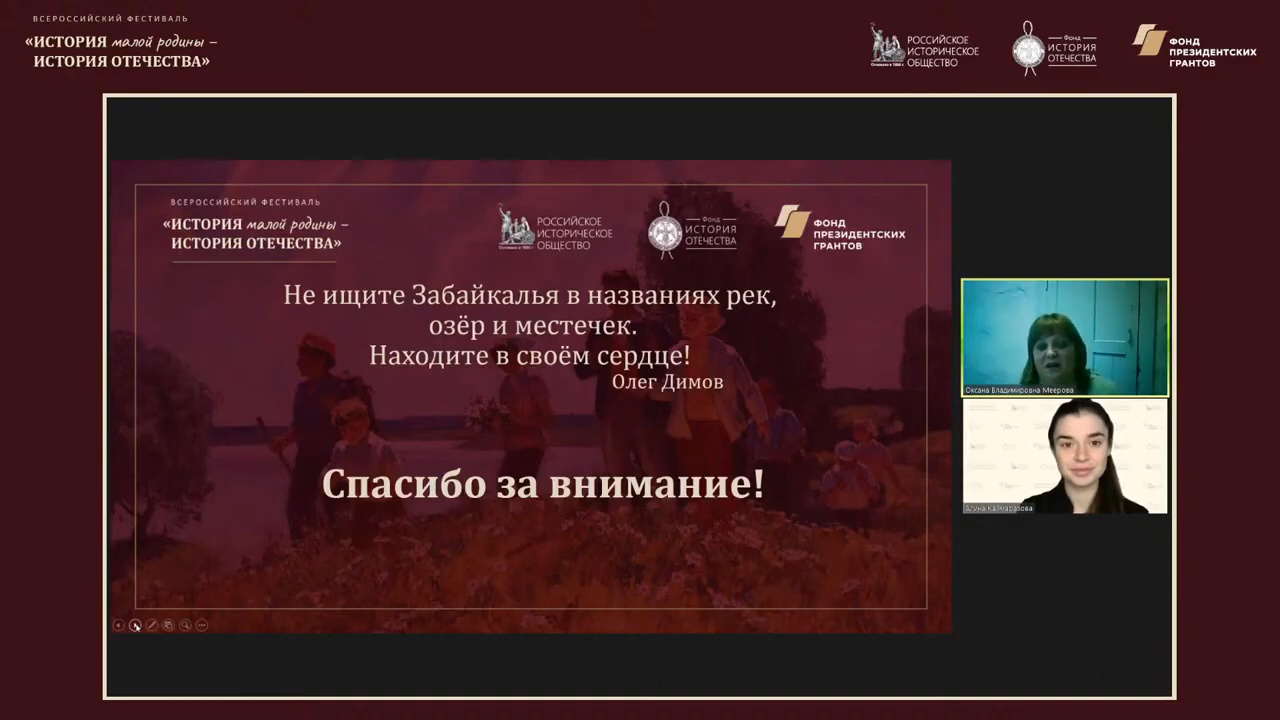 ВСЕРОССИЙСКИЙ ФЕСТИВАЛЬ
«ИСТОРИЯ малой родины –
ИСТОРИЯ ОТЕЧЕСТВА»
РОССИЙСКОЕ
ИСТОРИЧЕСКОЕ
ОБЩЕСТВО
Фонд
ИСТОРИЯ
ОТЕЧЕСТВА
ФОНД
ПРЕЗИДЕНТСКИХ
ГРАНТОВ
ВСЕРОССИЙСКИЙ ФЕСТИВАЛЬ
«ИСТОРИЯ малой родины –
ИСТОРИЯ ОТЕЧЕСТВА»
РОССИЙСКОЕ
ИСТОРИЧЕСКОЕ
ОБЩЕСТВО
Фонд
ИСТОРИЯ
ОТЕЧЕСТВА
ФОНД
ПРЕЗИДЕНТСКИХ
ГРАНТОВ
Не ищите Забайкалья в названиях рек,
озёр и местечек.
Находите в своём сердце!
Олег Димов
Спасибо за внимание!
Оксана Владимировна Меерова
Алина